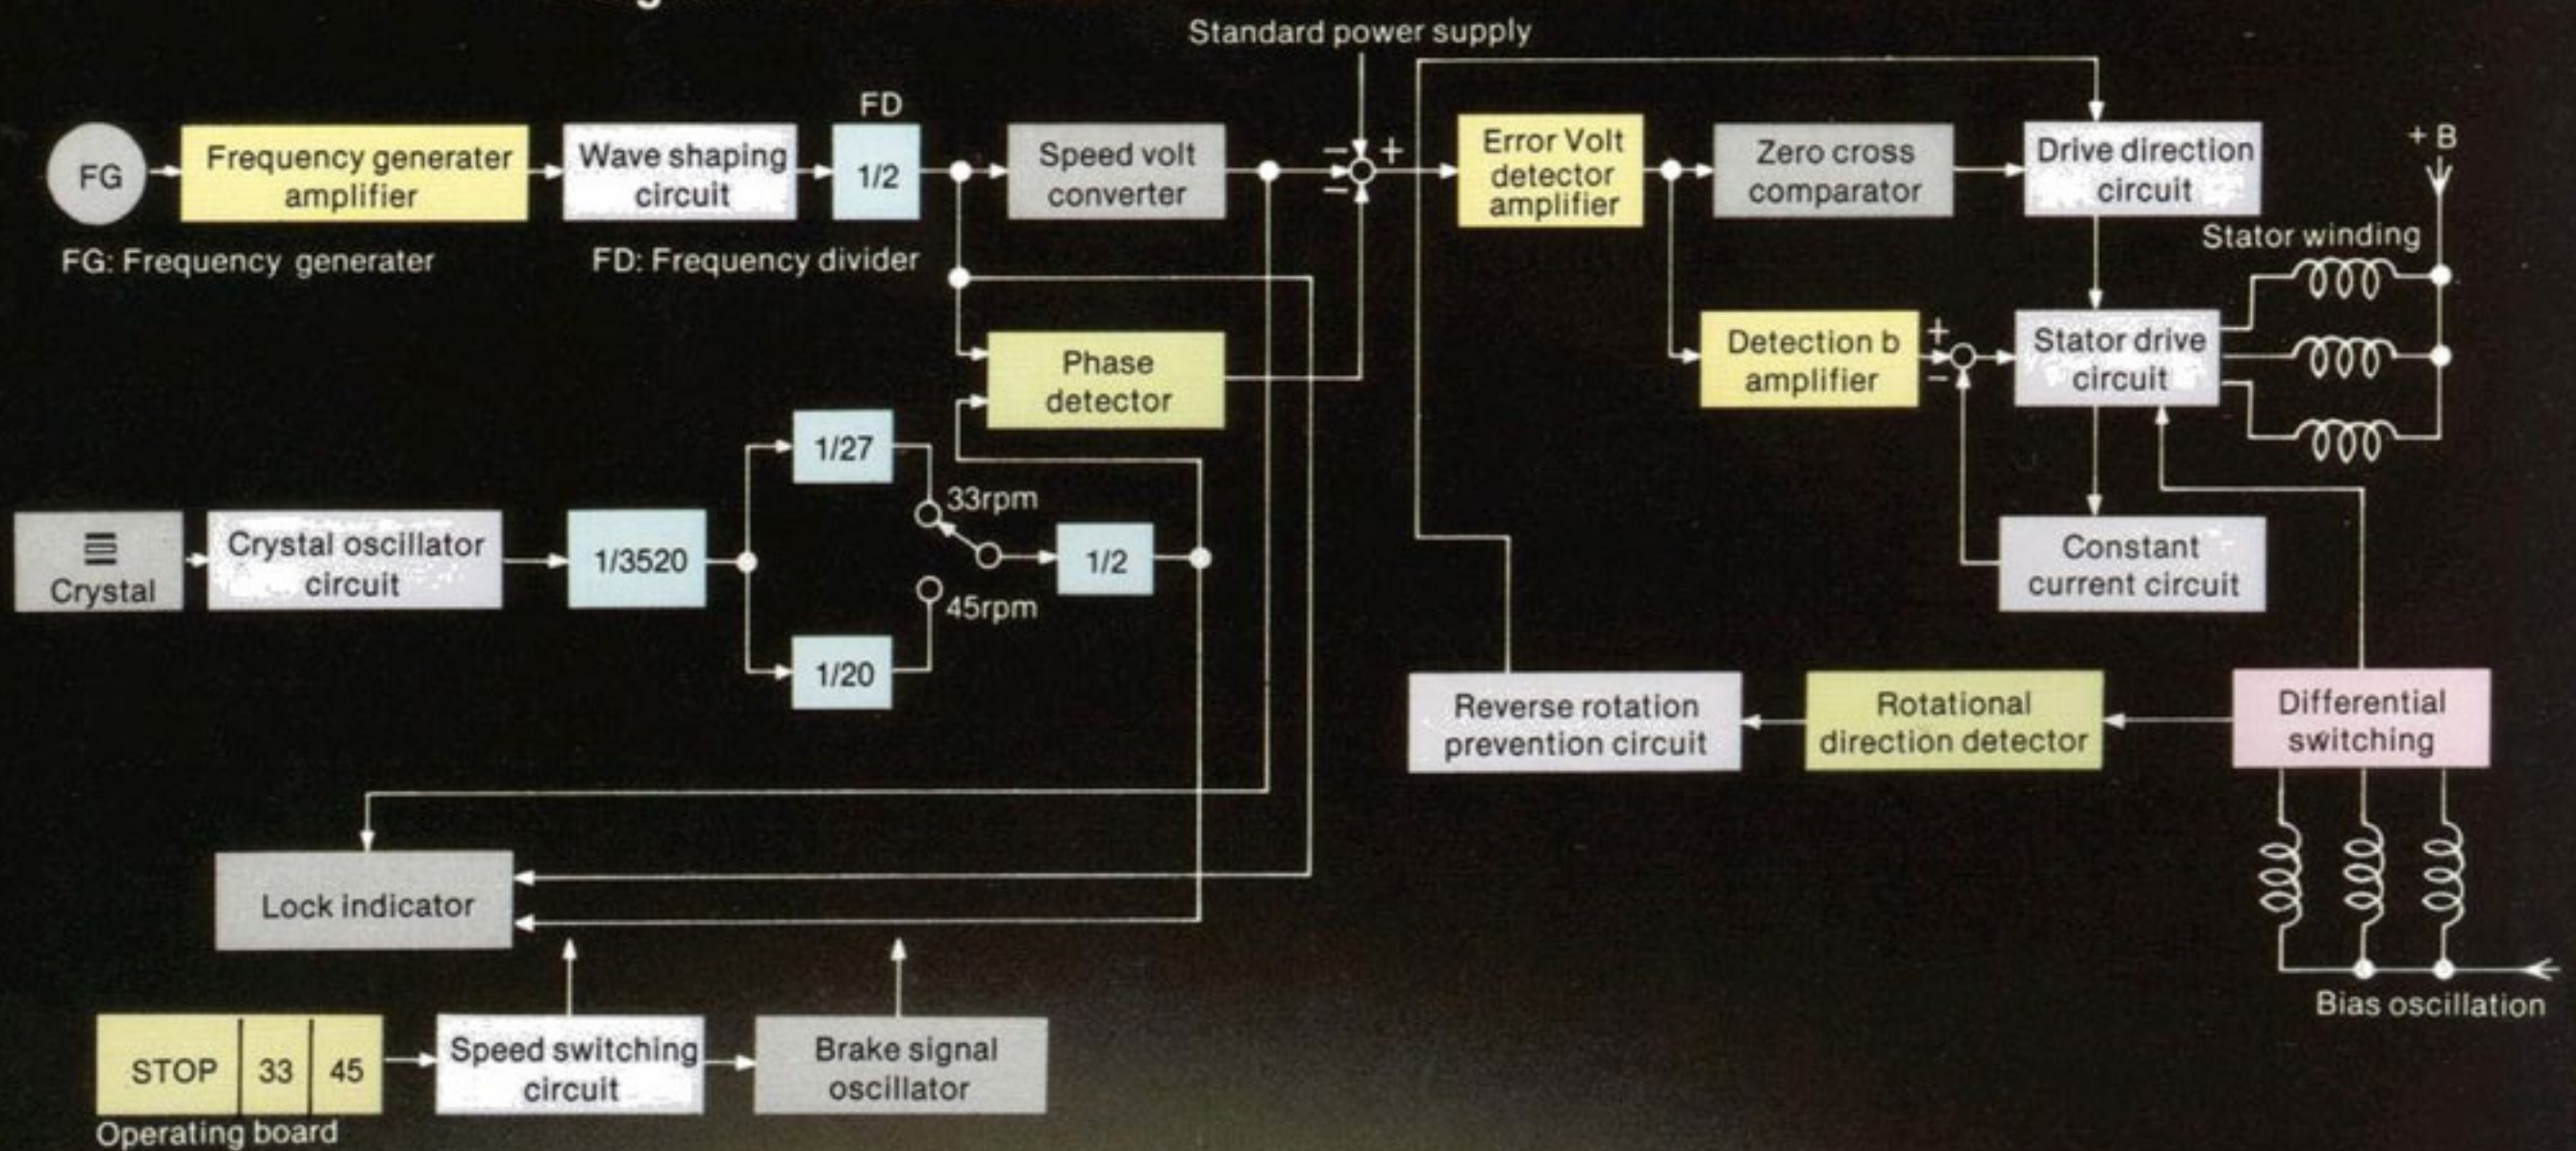 Standard power supply
FD
FG
Frequency generater
amplifier
Wave shaping
circuit
1/2
Speed volt
converter
−
+
−
Error Volt
detector
amplifier
Zero cross
comparator
Drive direction
circuit
+ B
FG: Frequency generater
FD: Frequency divider
Stator winding
Phase
detector
Detection b
amplifier
+
−
Stator drive
circuit
1/27
33rpm
Crystal
Crystal oscillator
circuit
1/3520
1/2
45rpm
1/20
Constant
current circuit
Reverse rotation
prevention circuit
Rotational
direction detector
Differential
switching
Lock indicator
Bias oscillation
STOP 33 45
Speed switching
circuit
Brake signal
oscillator
Operating board